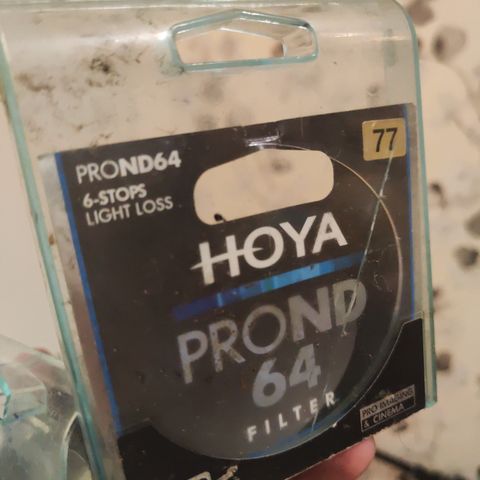 77
PROND64
6-STOPS
LIGHT LOSS
HOYA
PROND
64
FILTER
PRO IMAGING
& CINEMA